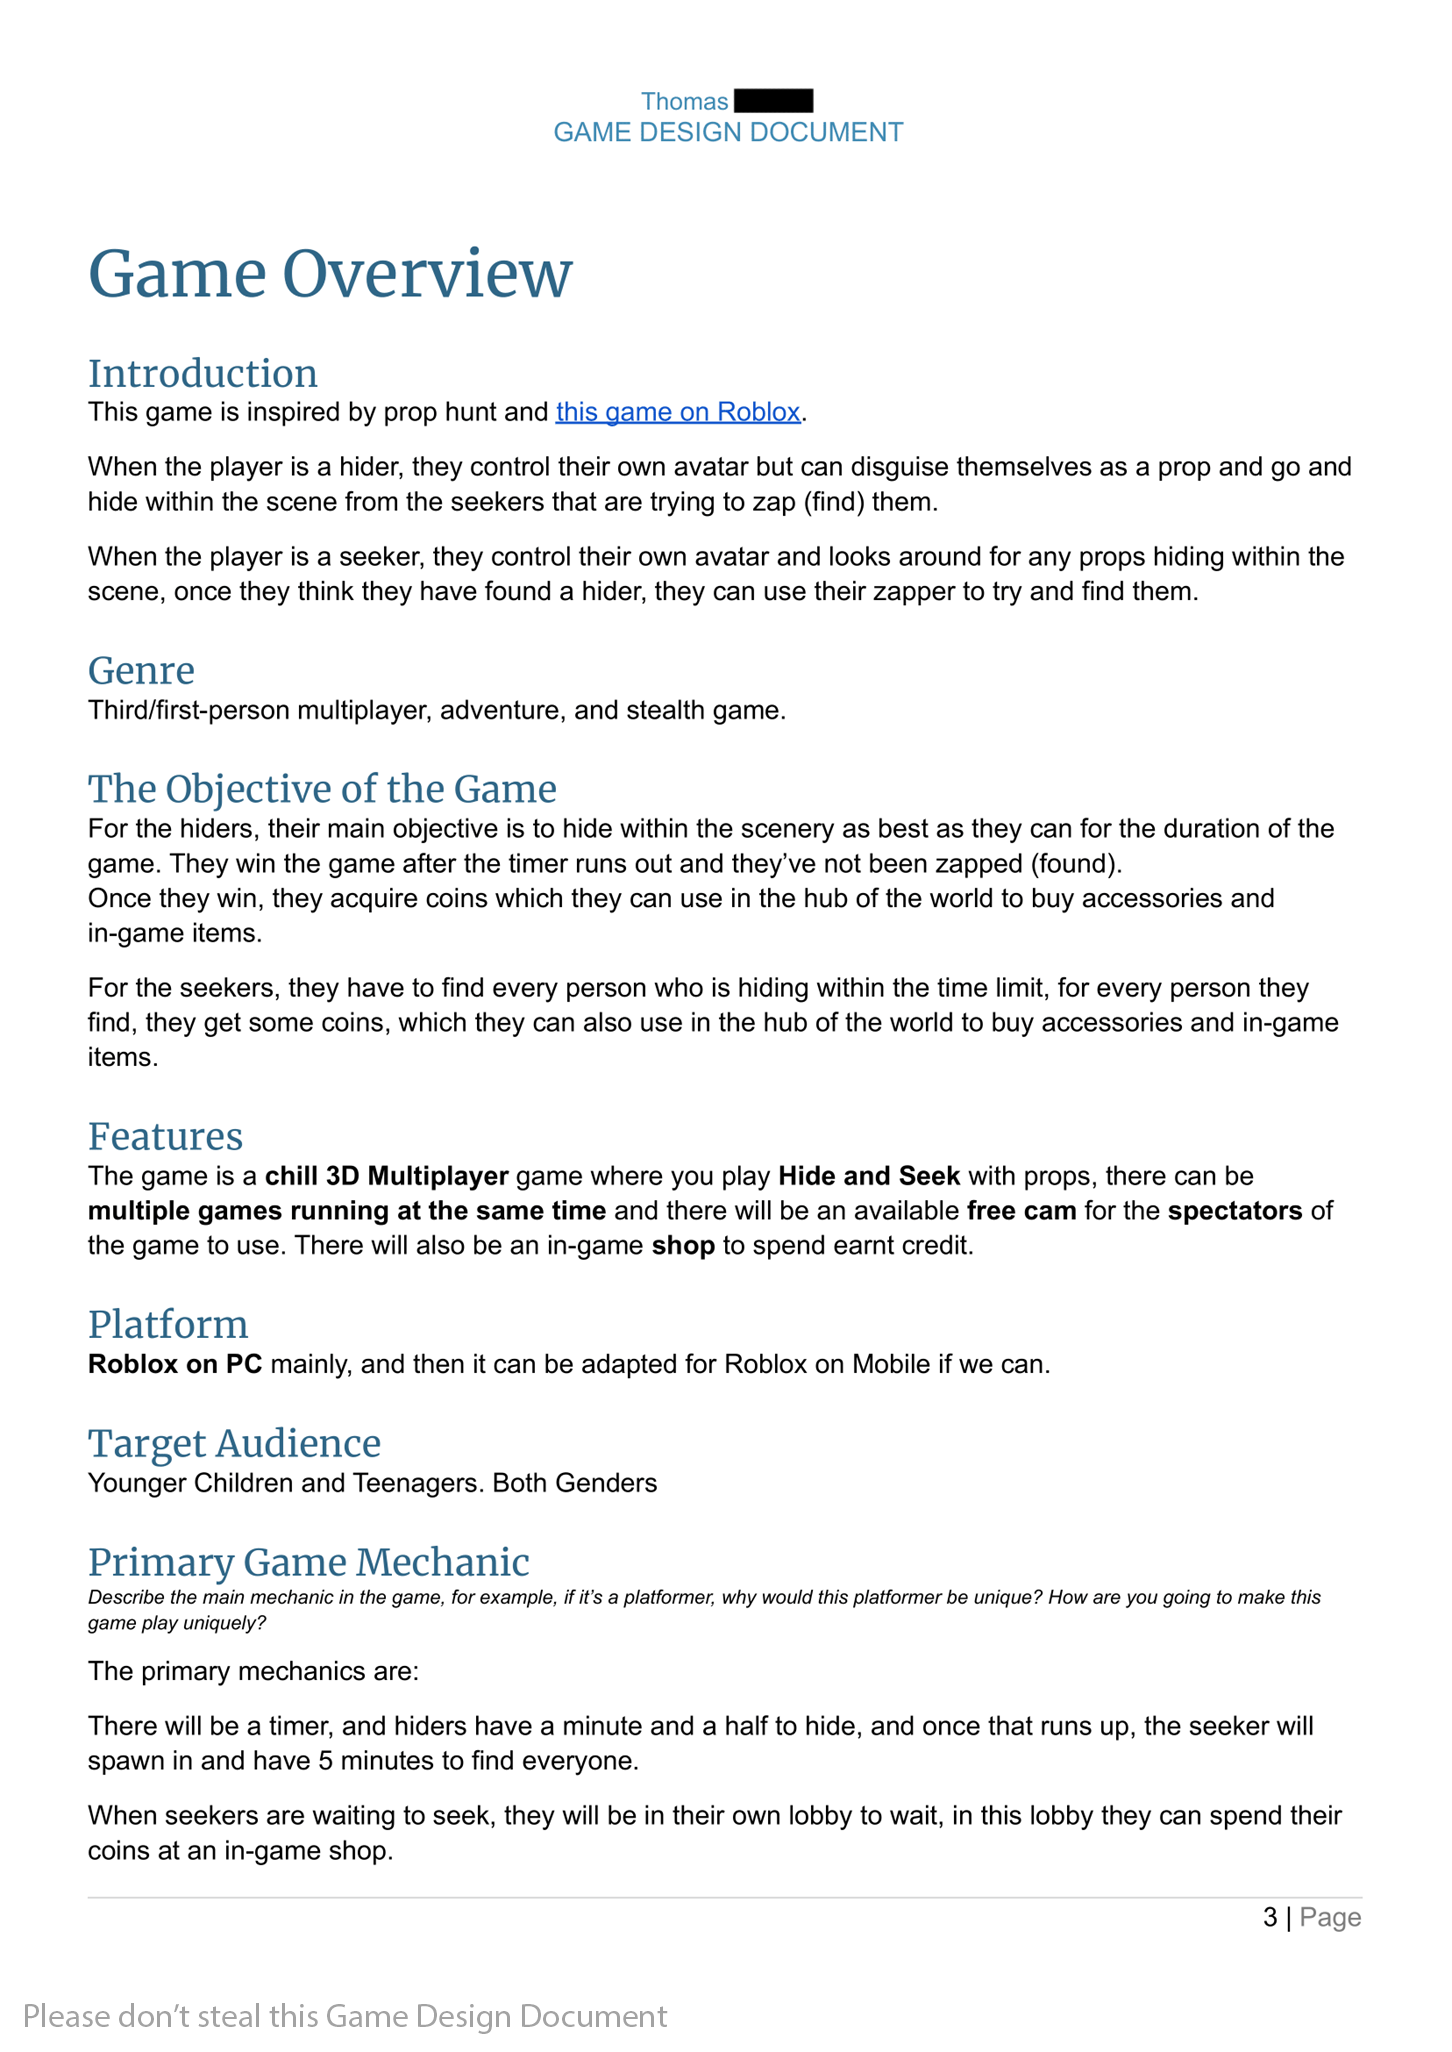 Thomas
GAME DESIGN DOCUMENT
Game Overview
Introduction
This game is inspired by prop hunt and this game on Roblox.
When the player is a hider, they control their own avatar but can disguise themselves as a prop and go and
hide within the scene from the seekers that are trying to zap (find) them.
When the player is a seeker, they control their own avatar and looks around for any props hiding within the
scene, once they think they have found a hider, they can use their zapper to try and find them.
Genre
Third/first-person multiplayer, adventure, and stealth game.
The Objective of the Game
For the hiders, their main objective is to hide within the scenery as best as they can for the duration of the
game. They win the game after the timer runs out and they’ve not been zapped (found).
Once they win, they acquire coins which they can use in the hub of the world to buy accessories and
in-game items.
For the seekers, they have to find every person who is hiding within the time limit, for every person they
find, they get some coins, which they can also use in the hub of the world to buy accessories and in-game
items.
Features
The game is a chill 3D Multiplayer game where you play Hide and Seek with props, there can be
multiple games running at the same time and there will be an available free cam for the spectators of
the game to use. There will also be an in-game shop to spend earnt credit.
Platform
Roblox on PC mainly, and then it can be adapted for Roblox on Mobile if we can.
Target Audience
Younger Children and Teenagers. Both Genders
Primary Game Mechanic
Describe the main mechanic in the game, for example, if it’s a platformer, why would this platformer be unique? How are you going to make this
game play uniquely?
The primary mechanics are:
There will be a timer, and hiders have a minute and a half to hide, and once that runs up, the seeker will
spawn in and have 5 minutes to find everyone.
When seekers are waiting to seek, they will be in their own lobby to wait, in this lobby they can spend their
coins at an in-game shop.
3 | Page
Please don’t steal this Game Design Document